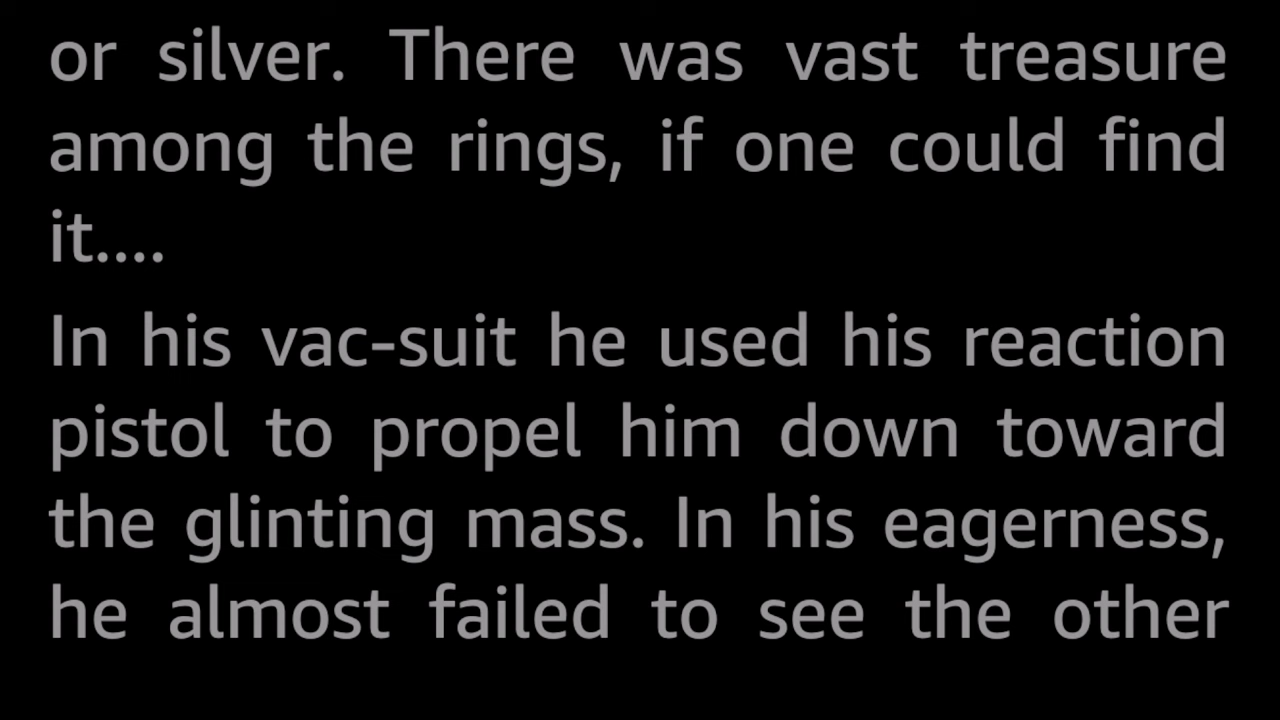 or silver. There was vast treasure
among the rings, if one could find
it....
In his vac-suit he used his reaction
pistol to propel him down toward
the glinting mass. In his eagerness,
he almost failed to see the other